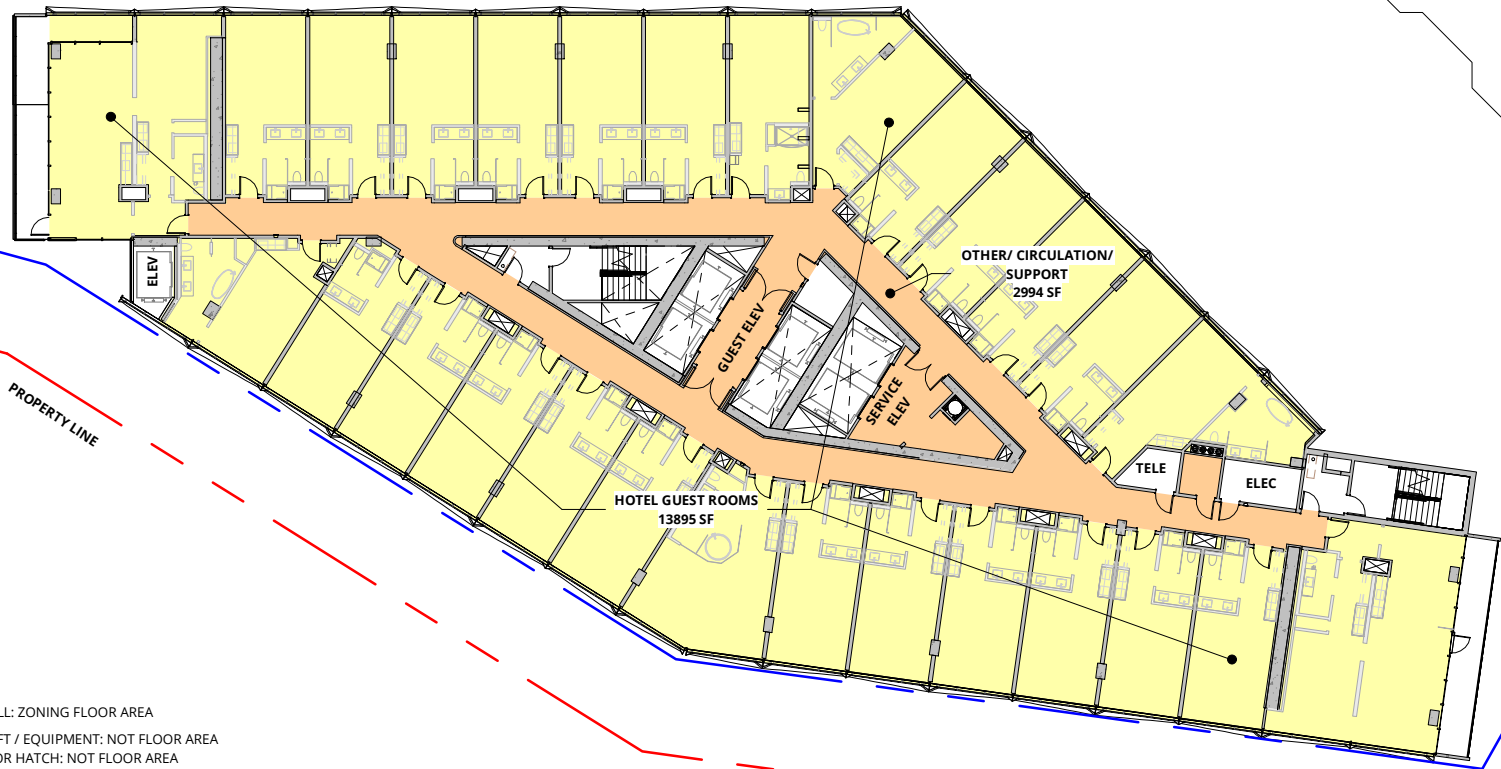 ELEV
OTHER/ CIRCULATION/
SUPPORT
2994 SF
GUEST ELEV
SERVICE
ELEV
PROPERTY LINE
TELE
ELEC
HOTEL GUEST ROOMS
13895 SF
LL: ZONING FLOOR AREA
FT / EQUIPMENT: NOT FLOOR AREA
OR HATCH: NOT FLOOR AREA